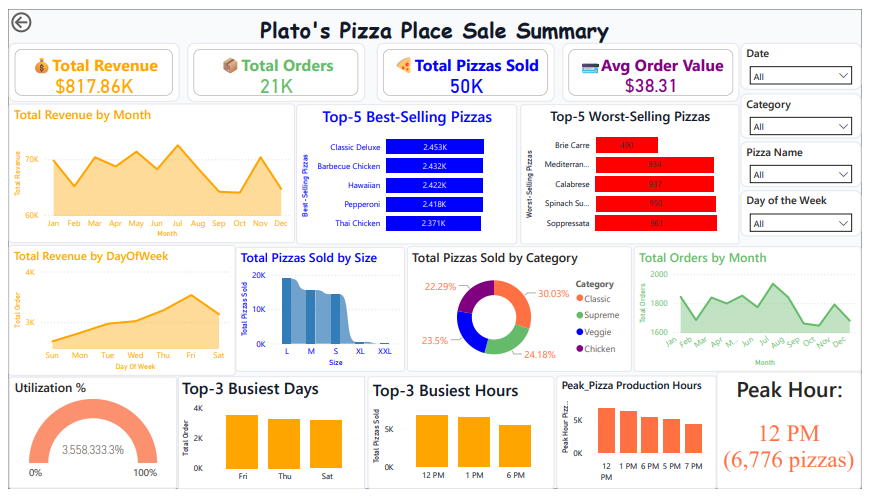 Plato's Pizza Place Sale Summary
Total Revenue
$817.86K
Total Orders
21K
Total Pizzas Sold
50K
Avg Order Value
$38.31
Date
All
Category
All
Pizza Name
All
Day of the Week
All
Total Revenue by Month
Total Revenue
70K
60K
Jan Feb Mar Apr May Jun Jul Aug Sep Oct Nov Dec
Month
Top-5 Best-Selling Pizzas
Best-Selling Pizzas
Classic Deluxe 2.453K
Barbecue Chicken 2.432K
Hawaiian 2.422K
Pepperoni 2.418K
Thai Chicken 2.371K
Top-5 Worst-Selling Pizzas
Worst-Selling Pizzas
Brie Carre 490
Mediterran... 934
Calabrese 937
Spinach Su... 950
Soppressata 961
Total Revenue by DayOfWeek
Total Order
4K
3K
Sun Mon Tue Wed Thu Fri Sat
Day Of Week
Total Pizzas Sold by Size
Total Pizzas Sold
20K
10K
0K
L M S XL XXL
Size
Total Pizzas Sold by Category
22.29%
30.03%
23.5%
24.18%
Category
Classic
Supreme
Veggie
Chicken
Total Orders by Month
Total Orders
2000
1600
Jan Feb Mar Apr M... Jun Jul Aug Sep Oct Nov Dec
Month
Utilization %
3,558,333.3%
0% 100%
Top-3 Busiest Days
Total Order
4K
2K
0K
Fri Thu Sat
Top-3 Busiest Hours
Total Pizzas Sold
5K
0K
12 PM 1 PM 6 PM
Peak_Pizza Production Hours
Peak Hour Pizz...
5K
0K
12 PM 1 PM 6 PM 5 PM 7 PM
Peak Hour:
12 PM
(6,776 pizzas)